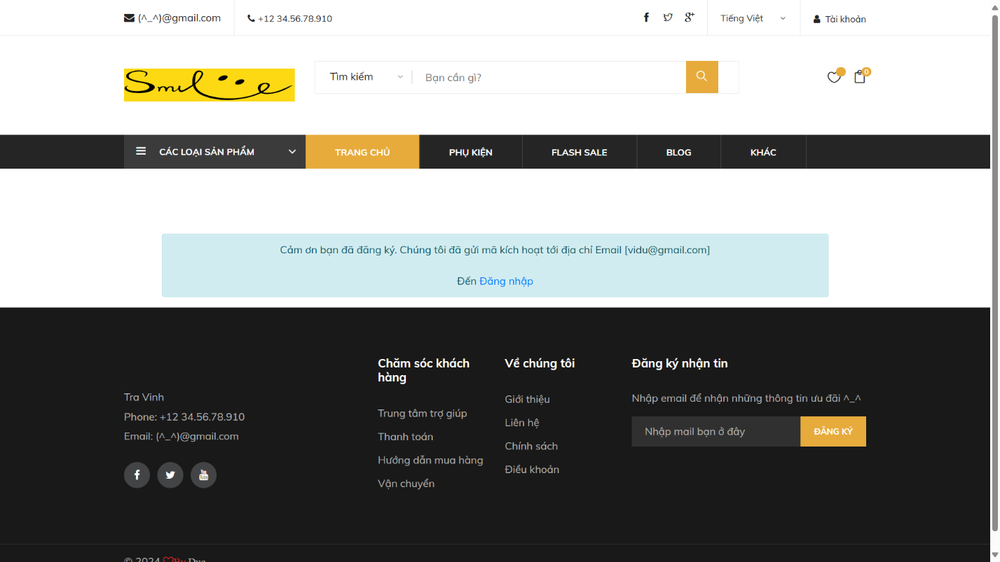 (^_^)@gmail.com
+12 34.56.78.910
Tiếng Việt
Tài khoản
Smile
Tìm kiếm
Bạn cần gì?
0
CÁC LOẠI SẢN PHẨM
TRANG CHỦ
PHỤ KIỆN
FLASH SALE
BLOG
KHÁC
Cảm ơn bạn đã đăng ký. Chúng tôi đã gửi mã kích hoạt tới địa chỉ Email [vidu@gmail.com]
Đến Đăng nhập
Tra Vinh
Phone: +12 34.56.78.910
Email: (^_^)@gmail.com
Chăm sóc khách
hàng
Trung tâm trợ giúp
Thanh toán
Hướng dẫn mua hàng
Vận chuyển
Về chúng tôi
Giới thiệu
Liên hệ
Chính sách
Điều khoản
Đăng ký nhận tin
Nhập email để nhận những thông tin ưu đãi ^_^
Nhập mail bạn ở đây
ĐĂNG KÝ
© 2024 By